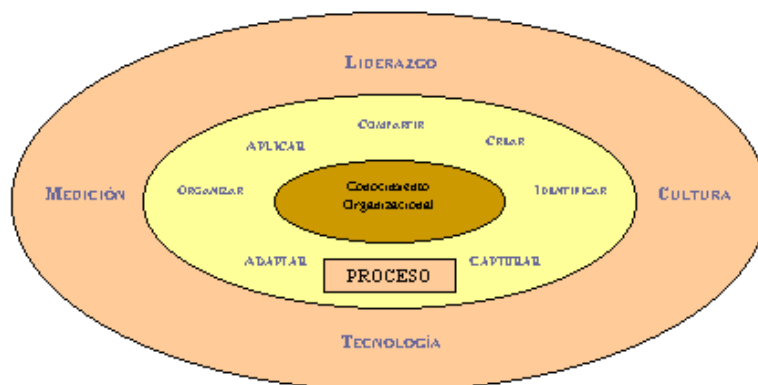 LIDERAZGO
COMPARTIR
APLICAR
CREAR
MEDICIÓN
ORGANIZAR
Conocimiento
Organizacional
IDENTIFICAR
CULTURA
ADAPTAR
PROCESO
CAPTURAR
TECNOLOGÍA